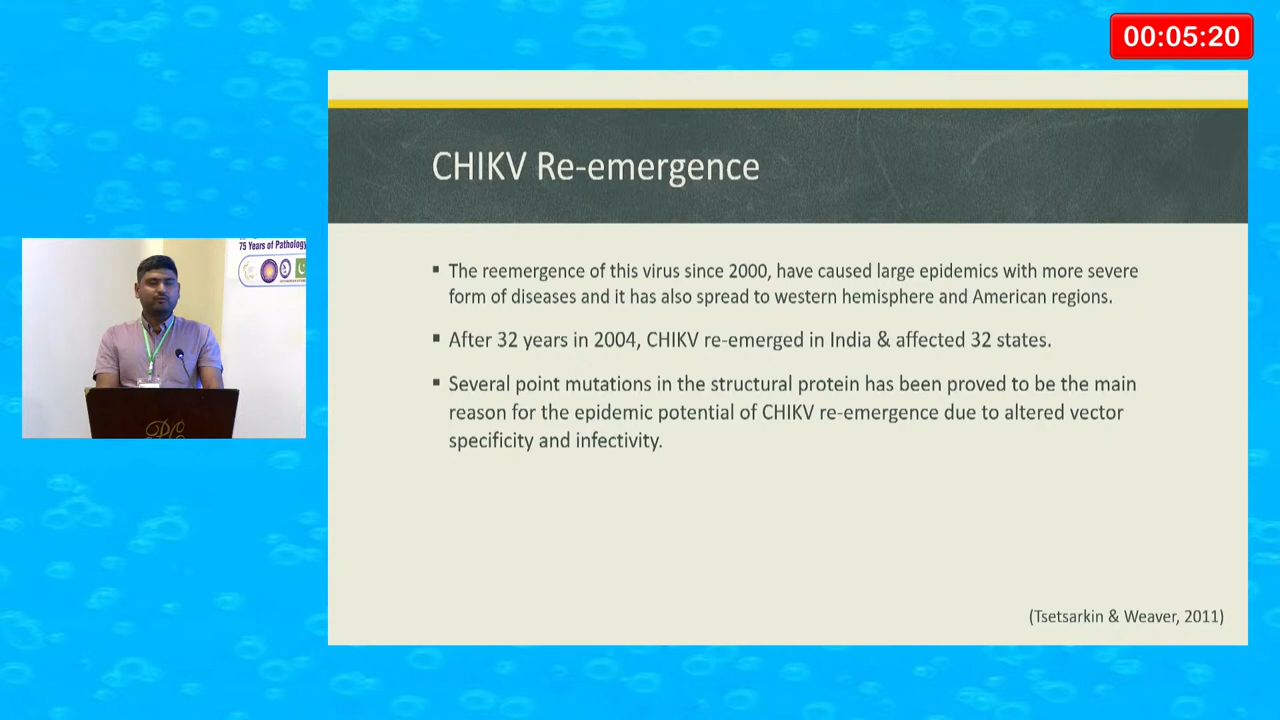 00:05:20
CHIKV Re-emergence
▪ The reemergence of this virus since 2000, have caused large epidemics with more severe
form of diseases and it has also spread to western hemisphere and American regions.
▪ After 32 years in 2004, CHIKV re-emerged in India & affected 32 states.
▪ Several point mutations in the structural protein has been proved to be the main
reason for the epidemic potential of CHIKV re-emergence due to altered vector
specificity and infectivity.
(Tsetsarkin & Weaver, 2011)
75 Years of Pathology